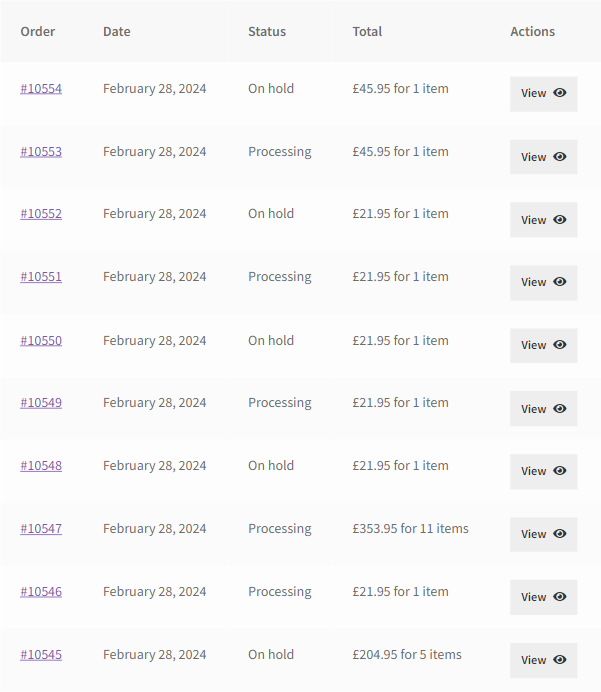 Order Date Status Total Actions
#10554 February 28, 2024 On hold £45.95 for 1 item View
#10553 February 28, 2024 Processing £45.95 for 1 item View
#10552 February 28, 2024 On hold £21.95 for 1 item View
#10551 February 28, 2024 Processing £21.95 for 1 item View
#10550 February 28, 2024 On hold £21.95 for 1 item View
#10549 February 28, 2024 Processing £21.95 for 1 item View
#10548 February 28, 2024 On hold £21.95 for 1 item View
#10547 February 28, 2024 Processing £353.95 for 11 items View
#10546 February 28, 2024 Processing £21.95 for 1 item View
#10545 February 28, 2024 On hold £204.95 for 5 items View